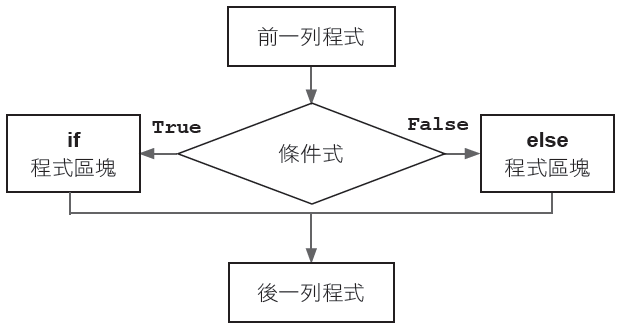 前一列程式
True
False
if
程式區塊
條件式
else
程式區塊
後一列程式